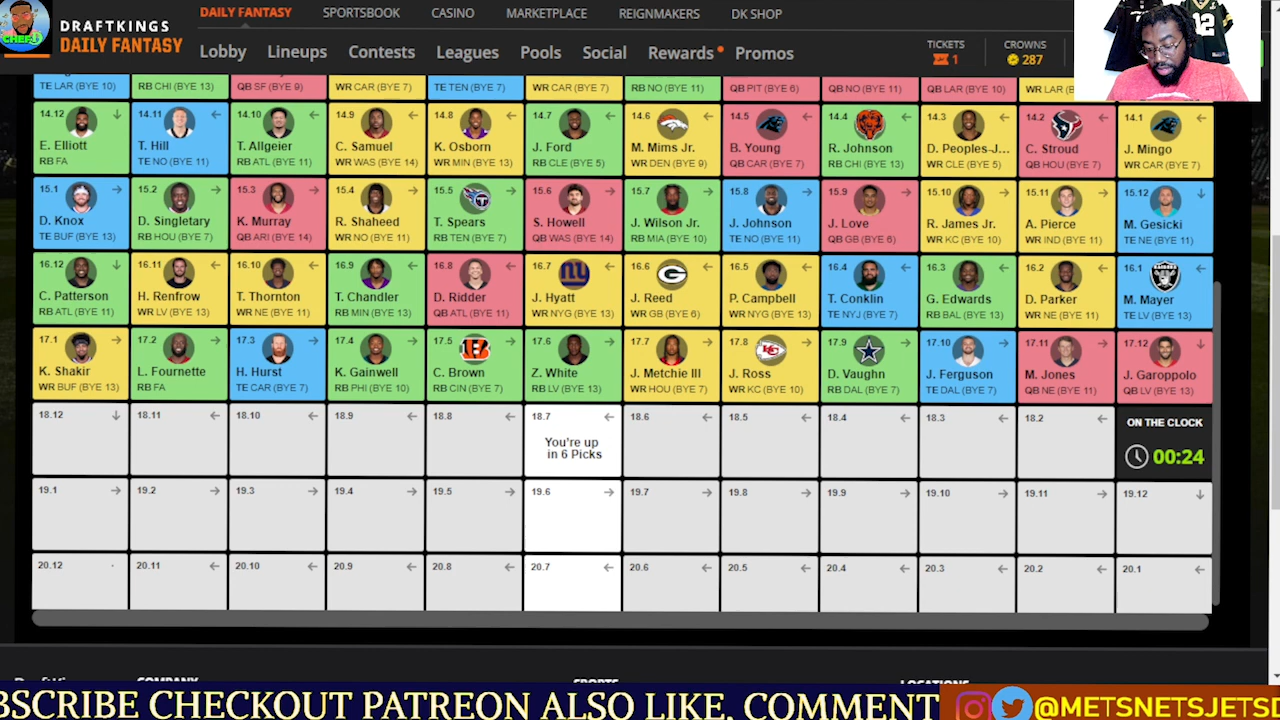 CHEF
DRAFTKINGS
DAILY FANTASY
DAILY FANTASY SPORTSBOOK CASINO MARKETPLACE REIGNMAKERS DK SHOP
Lobby Lineups Contests Leagues Pools Social Rewards Promos
TICKETS 1 CROWNS 287
12
TE LAR (BYE 10) RB CHI (BYE 13) QB SF (BYE 9) WR CAR (BYE 7) TE TEN (BYE 7) WR CAR (BYE 7) RB NO (BYE 11) QB PIT (BYE 6) QB NO (BYE 11) QB LAR (BYE 10) WR LAR
14.12 14.11 14.10 14.9 14.8 14.7 14.6 14.5 14.4 14.3 14.2 14.1
E. Elliott T. Hill T. Allgeier C. Samuel K. Osborn J. Ford M. Mims Jr. B. Young R. Johnson D. Peoples-J... C. Stroud J. Mingo
RB FA TE NO (BYE 11) RB ATL (BYE 11) WR WAS (BYE 14) WR MIN (BYE 13) RB CLE (BYE 5) WR DEN (BYE 9) QB CAR (BYE 7) RB CHI (BYE 13) WR CLE (BYE 5) QB HOU (BYE 7) WR CAR (BYE 7)
15.1 15.2 15.3 15.4 15.5 15.6 15.7 15.8 15.9 15.10 15.11 15.12
D. Knox D. Singletary K. Murray R. Shaheed T. Spears S. Howell J. Wilson Jr. J. Johnson J. Love R. James Jr. A. Pierce M. Gesicki
TE BUF (BYE 13) RB HOU (BYE 7) QB ARI (BYE 14) WR NO (BYE 11) RB TEN (BYE 7) QB WAS (BYE 14) RB MIA (BYE 10) TE NO (BYE 11) QB GB (BYE 6) WR KC (BYE 10) WR IND (BYE 11) TE NE (BYE 11)
16.12 16.11 16.10 16.9 16.8 16.7 16.6 16.5 16.4 16.3 16.2 16.1
C. Patterson H. Renfrow T. Thornton T. Chandler D. Ridder J. Hyatt J. Reed P. Campbell T. Conklin G. Edwards D. Parker M. Mayer
RB ATL (BYE 11) WR LV (BYE 13) WR NE (BYE 11) RB MIN (BYE 13) QB ATL (BYE 11) WR NYG (BYE 13) WR GB (BYE 6) WR NYG (BYE 13) TE NYJ (BYE 7) RB BAL (BYE 13) WR NE (BYE 11) TE LV (BYE 13)
17.1 17.2 17.3 17.4 17.5 17.6 17.7 17.8 17.9 17.10 17.11 17.12
K. Shakir L. Fournette H. Hurst K. Gainwell C. Brown Z. White J. Metchie III J. Ross D. Vaughn J. Ferguson M. Jones J. Garoppolo
WR BUF (BYE 13) RB FA TE CAR (BYE 7) RB PHI (BYE 10) RB CIN (BYE 7) RB LV (BYE 13) WR HOU (BYE 7) WR KC (BYE 10) RB DAL (BYE 7) TE DAL (BYE 7) QB NE (BYE 11) QB LV (BYE 13)
18.12 18.11 18.10 18.9 18.8 18.7 18.6 18.5 18.4 18.3 18.2 ON THE CLOCK
You're up
in 6 Picks
00:24
19.1 19.2 19.3 19.4 19.5 19.6 19.7 19.8 19.9 19.10 19.11 19.12
20.12 20.11 20.10 20.9 20.8 20.7 20.6 20.5 20.4 20.3 20.2 20.1
COMPANY SPORTS LOCATIONS
BSCRIBE CHECKOUT PATREON ALSO LIKE, COMMENT
@METSNETSJETSI